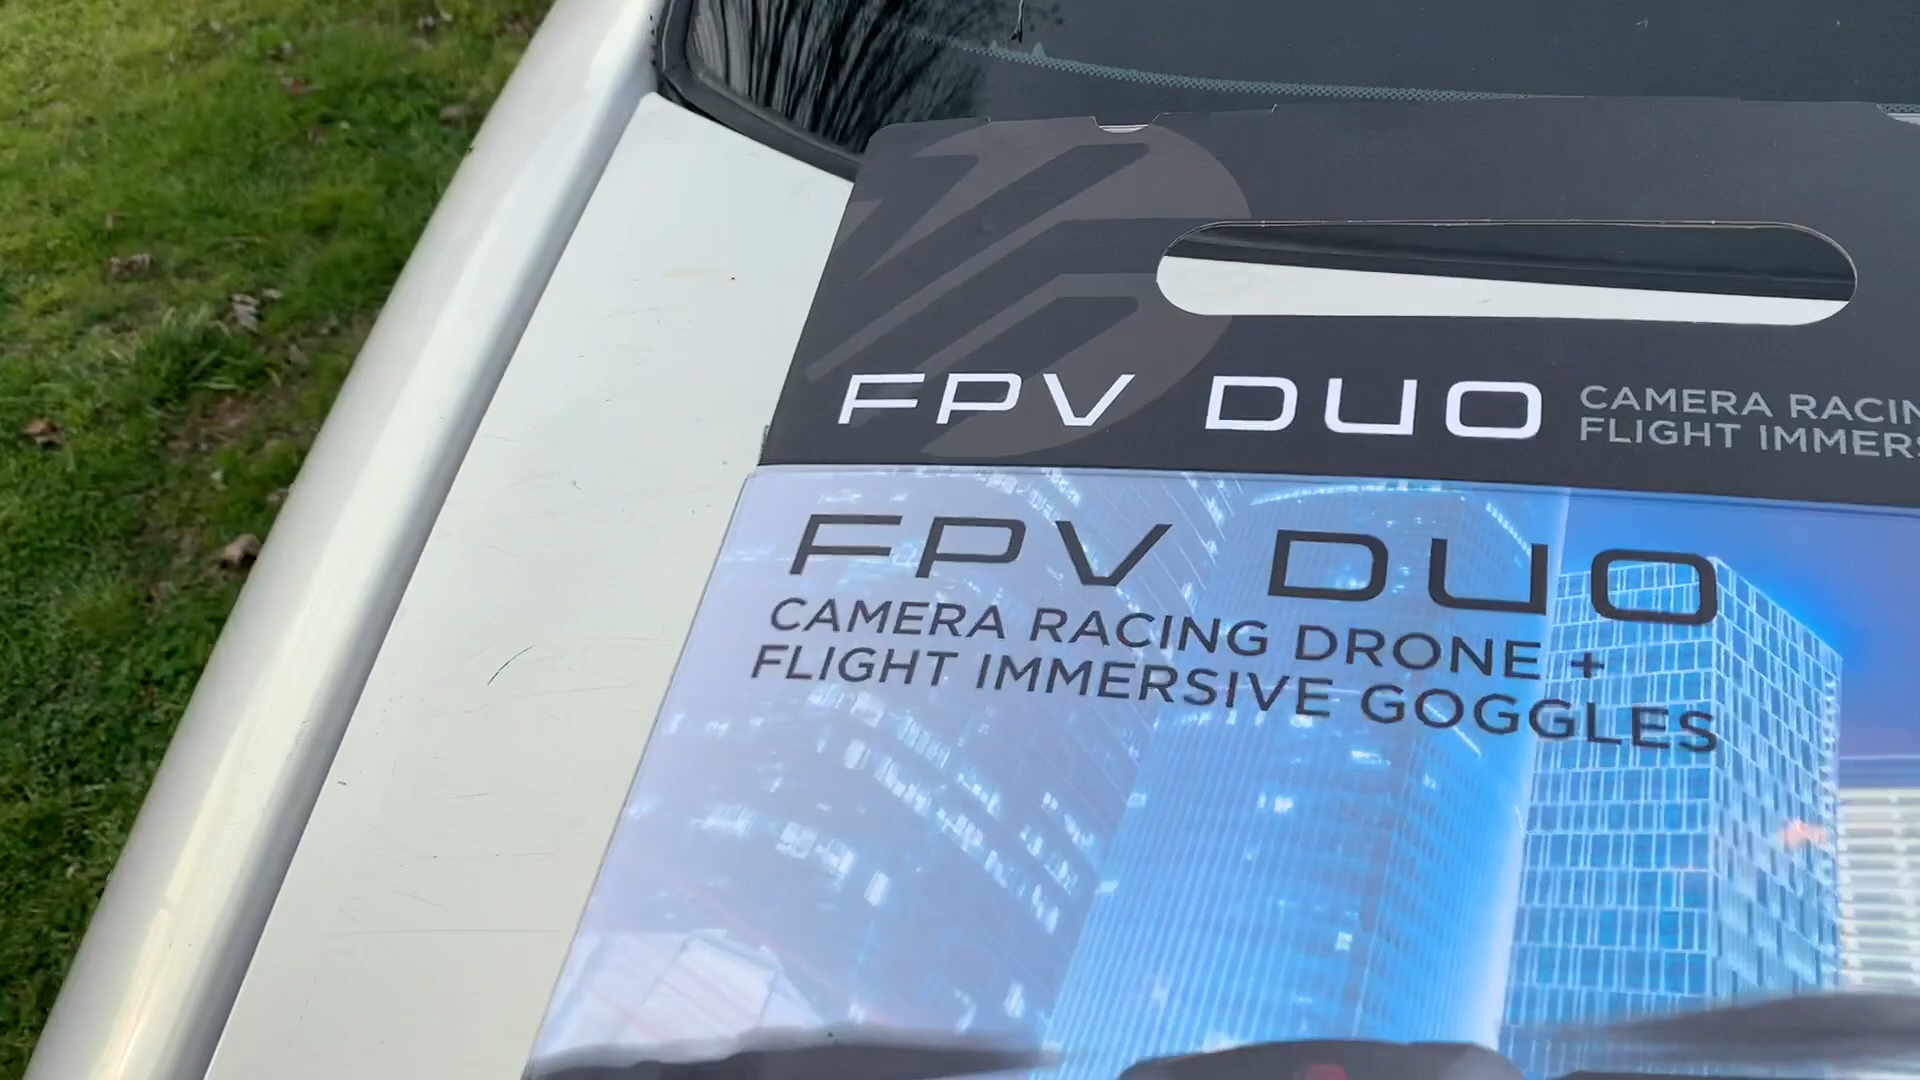 FPV DUO
CAMERA RACIN
FLIGHT IMMERS
FPV DUO
CAMERA RACING DRONE +
FLIGHT IMMERSIVE GOGGLES